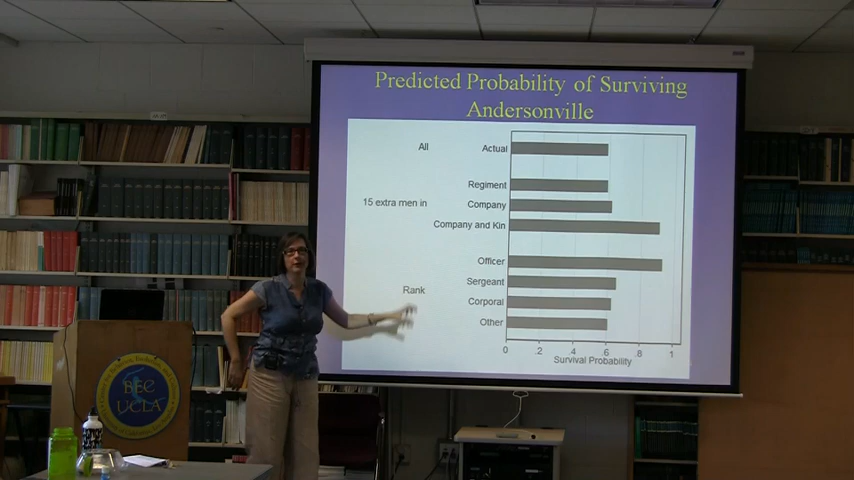 Predicted Probability of Surviving
Andersonville
All Actual
Regiment
15 extra men in Company
Company and Kin
Officer
Sergeant
Rank
Corporal
Other
0 .2 .4 .6 .8 1
Survival Probability
BEC
UCLA